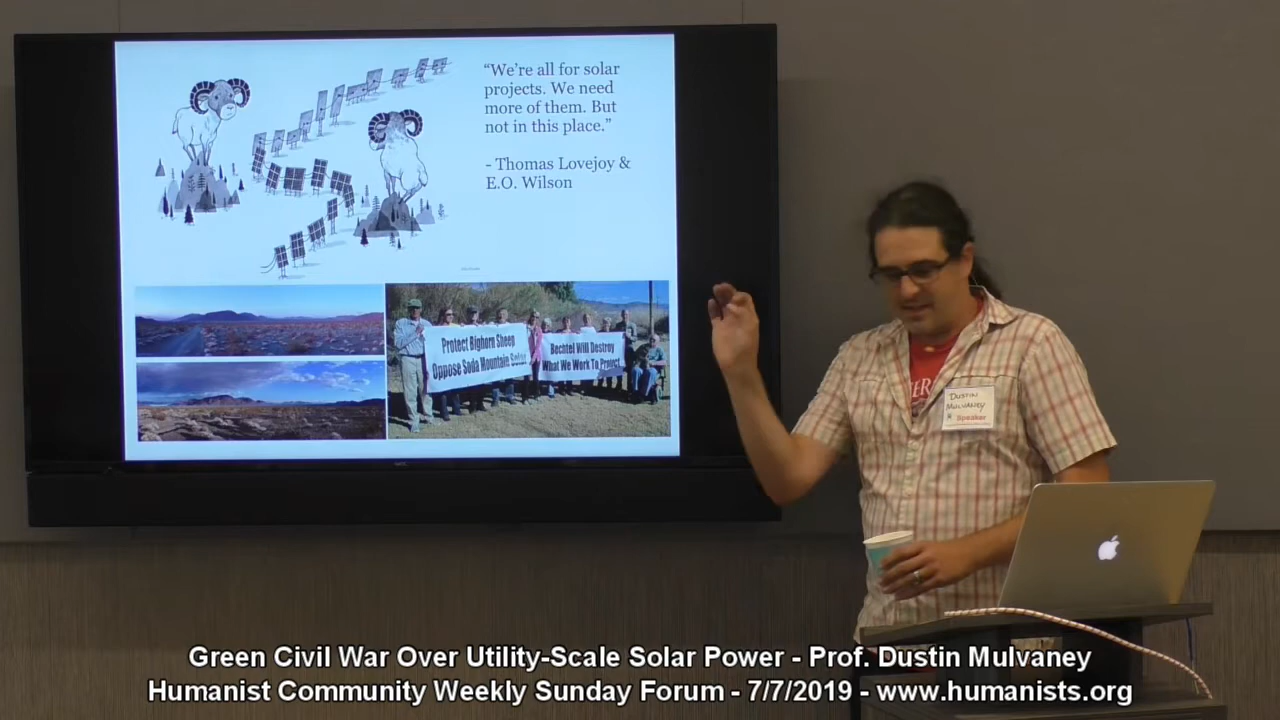 “We’re all for solar
projects. We need
more of them. But
not in this place.”
- Thomas Lovejoy &
E.O. Wilson
Protect Bighorn Sheep
Oppose Soda Mountain Solar
Bechtel Will Destroy
What We Work To Protect
DUSTIN
MULVANEY
Speaker
Green Civil War Over Utility-Scale Solar Power - Prof. Dustin Mulvaney
Humanist Community Weekly Sunday Forum - 7/7/2019 - www.humanists.org